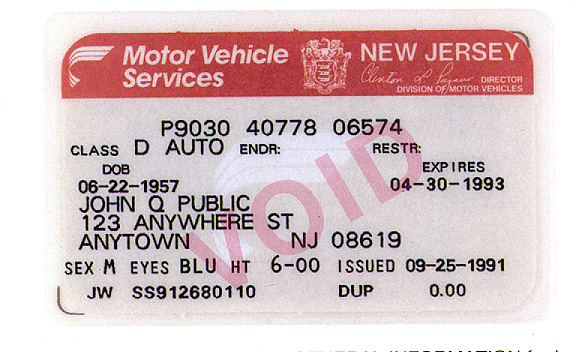 Motor Vehicle Services
NEW JERSEY
Clinton L Pagano DIRECTOR
DIVISION OF MOTOR VEHICLES
P9030 40778 06574
CLASS D AUTO ENDR: RESTR:
DOB EXPIRES
06-22-1957 04-30-1993
JOHN Q PUBLIC
123 ANYWHERE ST
ANYTOWN NJ 08619
SEX M EYES BLU HT 6-00 ISSUED 09-25-1991
JW SS912680110 DUP 0.00
VOID